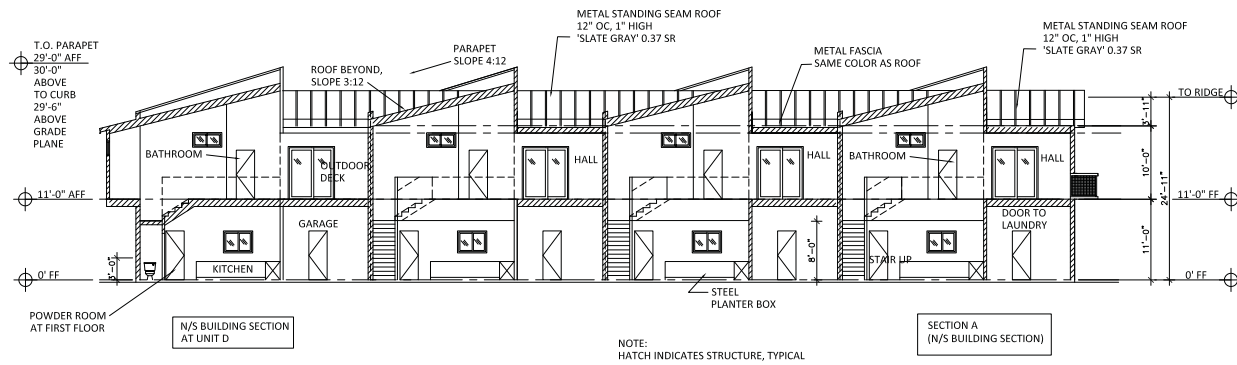 T.O. PARAPET
29'-0" AFF
30'-0"
ABOVE
TO CURB
29'-6"
ABOVE
GRADE
PLANE
ROOF BEYOND,
SLOPE 3:12
PARAPET
SLOPE 4:12
METAL STANDING SEAM ROOF
12" OC, 1" HIGH
'SLATE GRAY' 0.37 SR
METAL FASCIA
SAME COLOR AS ROOF
METAL STANDING SEAM ROOF
12" OC, 1" HIGH
'SLATE GRAY' 0.37 SR
TO RIDGE
3'-11"
BATHROOM
OUTDOOR
DECK
HALL
HALL
BATHROOM
HALL
10'-0"
24'-11"
11'-0" AFF
11'-0" FF
GARAGE
DOOR TO
LAUNDRY
8'-0"
11'-0"
KITCHEN
STAIR UP
0' FF
0' FF
STEEL
PLANTER BOX
POWDER ROOM
AT FIRST FLOOR
N/S BUILDING SECTION
AT UNIT D
SECTION A
(N/S BUILDING SECTION)
NOTE:
HATCH INDICATES STRUCTURE, TYPICAL